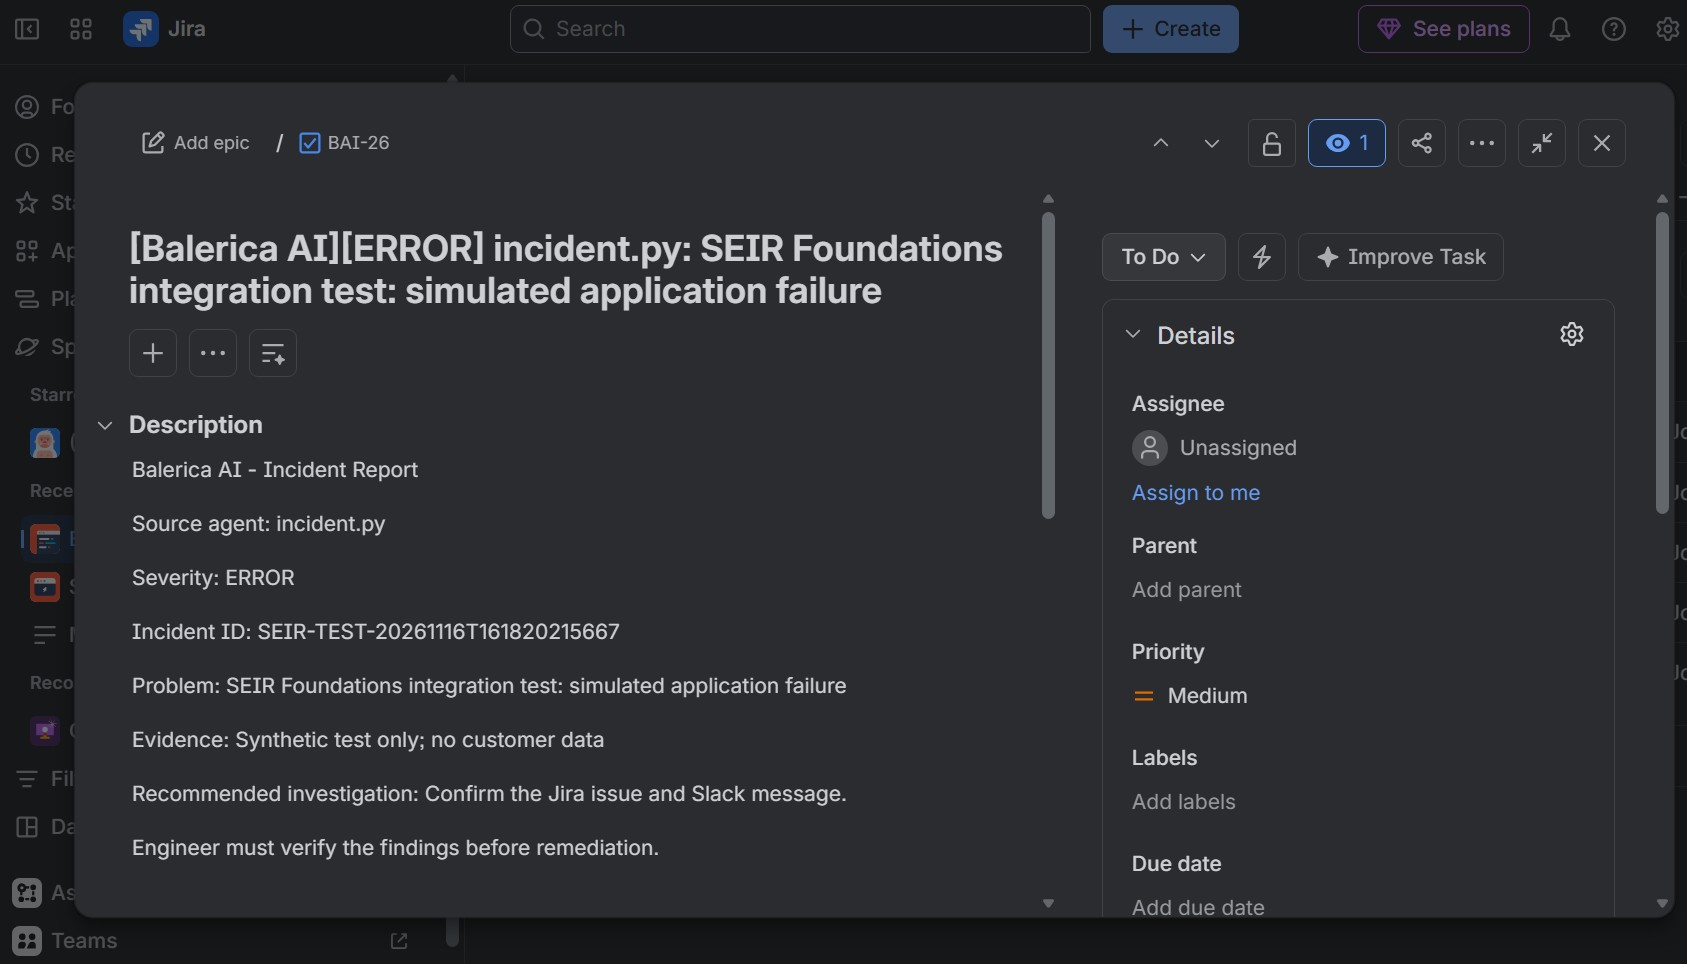 Jira
Search
Create
See plans
Add epic / BAI-26
1
[Balerica AI][ERROR] incident.py: SEIR Foundations
integration test: simulated application failure
Description
Balerica AI - Incident Report
Source agent: incident.py
Severity: ERROR
Incident ID: SEIR-TEST-20261116T161820215667
Problem: SEIR Foundations integration test: simulated application failure
Evidence: Synthetic test only; no customer data
Recommended investigation: Confirm the Jira issue and Slack message.
Engineer must verify the findings before remediation.
To Do
Improve Task
Details
Assignee
Unassigned
Assign to me
Parent
Add parent
Priority
Medium
Labels
Add labels
Due date
Add due date
Teams